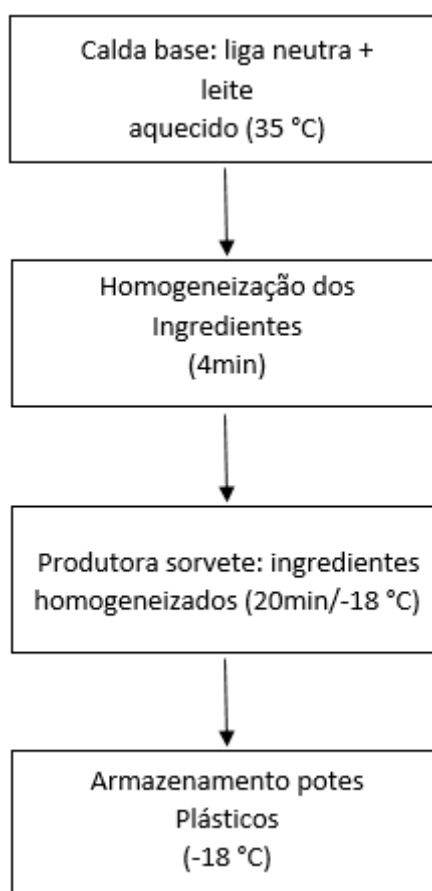 Calda base: liga neutra +
leite
aquecido (35 °C)
Homogeneização dos
Ingredientes
(4min)
Produtora sorvete: ingredientes
homogeneizados (20min/-18 °C)
Armazenamento potes
Plásticos
(-18 °C)